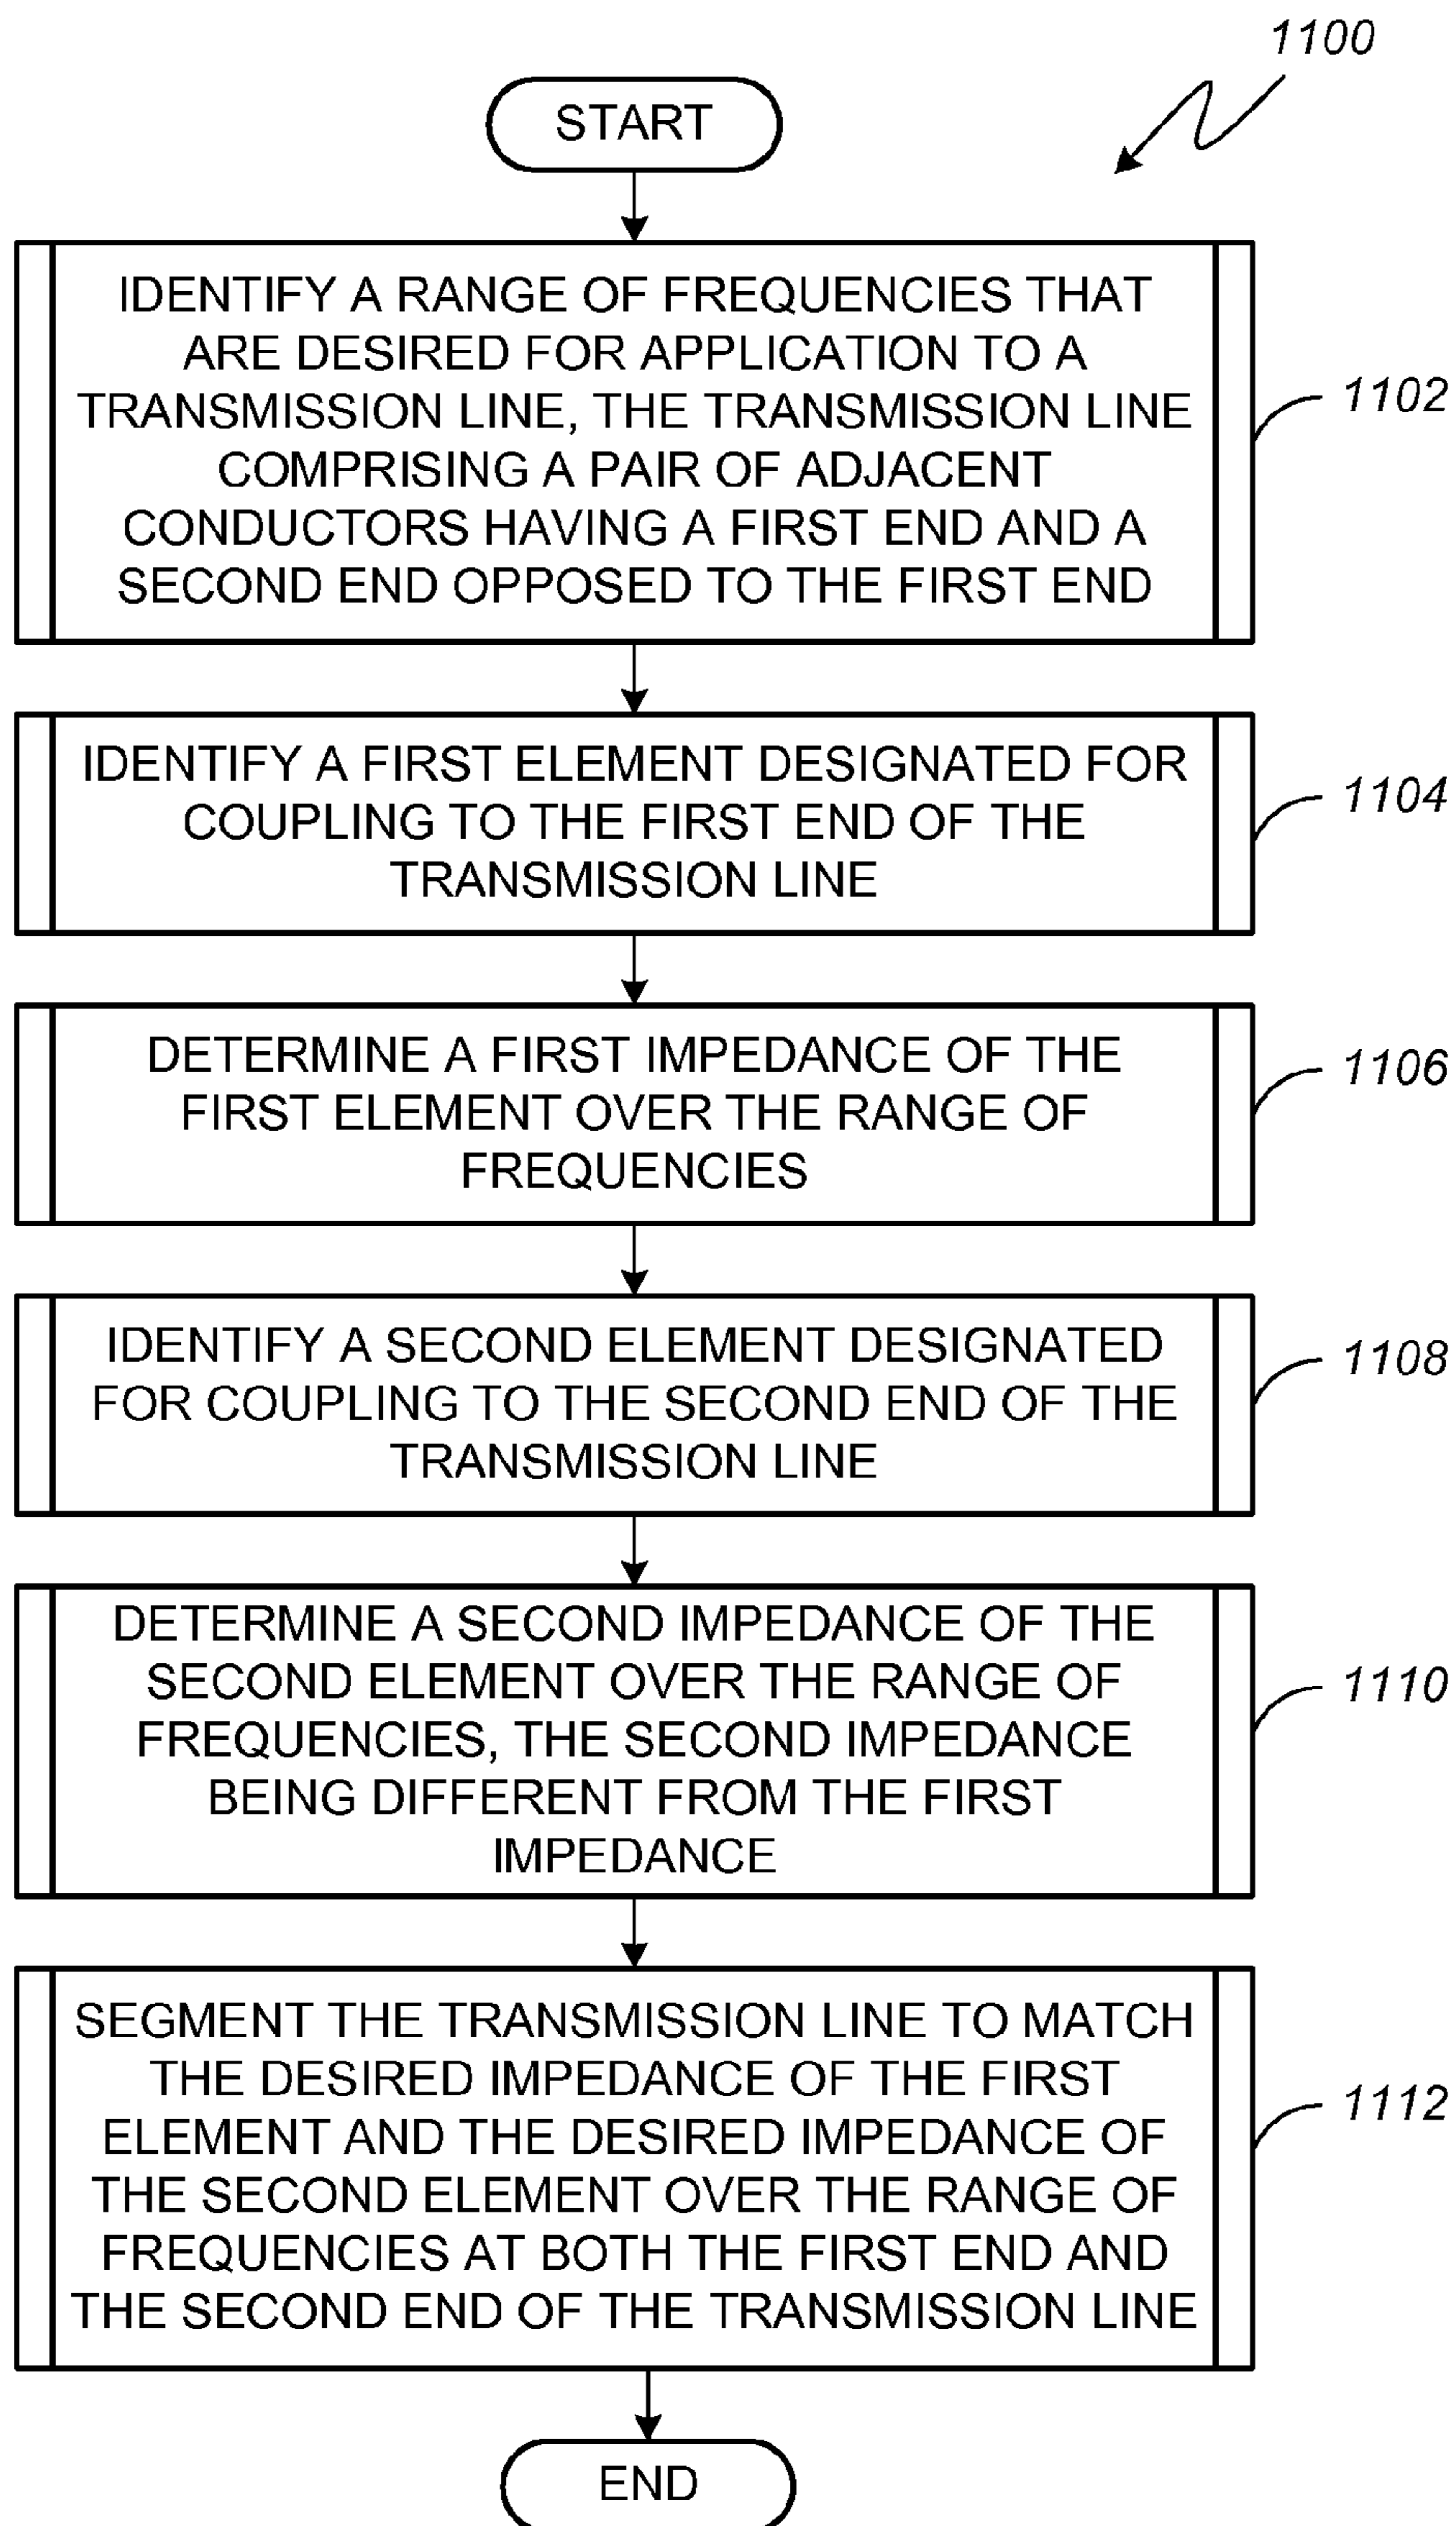 1100
START
IDENTIFY A RANGE OF FREQUENCIES THAT
ARE DESIRED FOR APPLICATION TO A
TRANSMISSION LINE, THE TRANSMISSION LINE
COMPRISING A PAIR OF ADJACENT
CONDUCTORS HAVING A FIRST END AND A
SECOND END OPPOSED TO THE FIRST END
1102
IDENTIFY A FIRST ELEMENT DESIGNATED FOR
COUPLING TO THE FIRST END OF THE
TRANSMISSION LINE
1104
DETERMINE A FIRST IMPEDANCE OF THE
FIRST ELEMENT OVER THE RANGE OF
FREQUENCIES
1106
IDENTIFY A SECOND ELEMENT DESIGNATED
FOR COUPLING TO THE SECOND END OF THE
TRANSMISSION LINE
1108
DETERMINE A SECOND IMPEDANCE OF THE
SECOND ELEMENT OVER THE RANGE OF
FREQUENCIES, THE SECOND IMPEDANCE
BEING DIFFERENT FROM THE FIRST
IMPEDANCE
1110
SEGMENT THE TRANSMISSION LINE TO MATCH
THE DESIRED IMPEDANCE OF THE FIRST
ELEMENT AND THE DESIRED IMPEDANCE OF
THE SECOND ELEMENT OVER THE RANGE OF
FREQUENCIES AT BOTH THE FIRST END AND
THE SECOND END OF THE TRANSMISSION LINE
1112
END